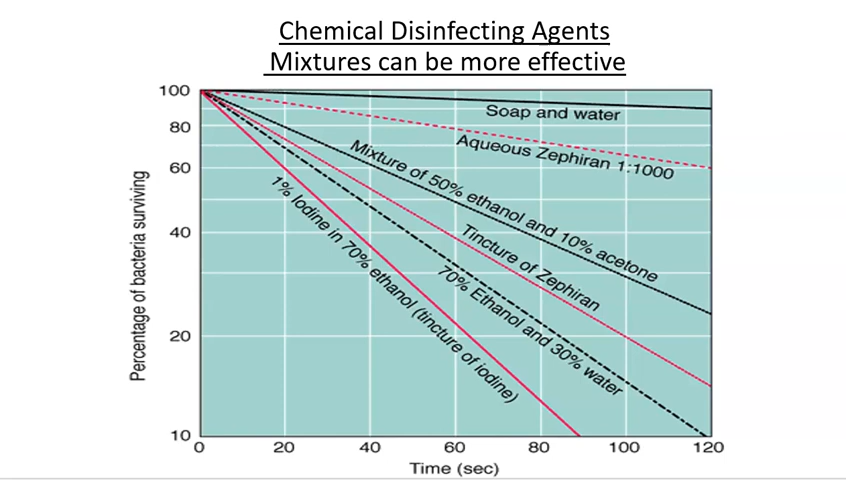 Chemical Disinfecting Agents
Mixtures can be more effective
100
80
60
40
20
10
Percentage of bacteria surviving
Soap and water
Aqueous Zephiran 1:1000
Mixture of 50% ethanol and 10% acetone
Tincture of Zephiran
70% Ethanol and 30% water
1% Iodine in 70% ethanol (tincture of iodine)
0
20
40
60
80
100
120
Time (sec)